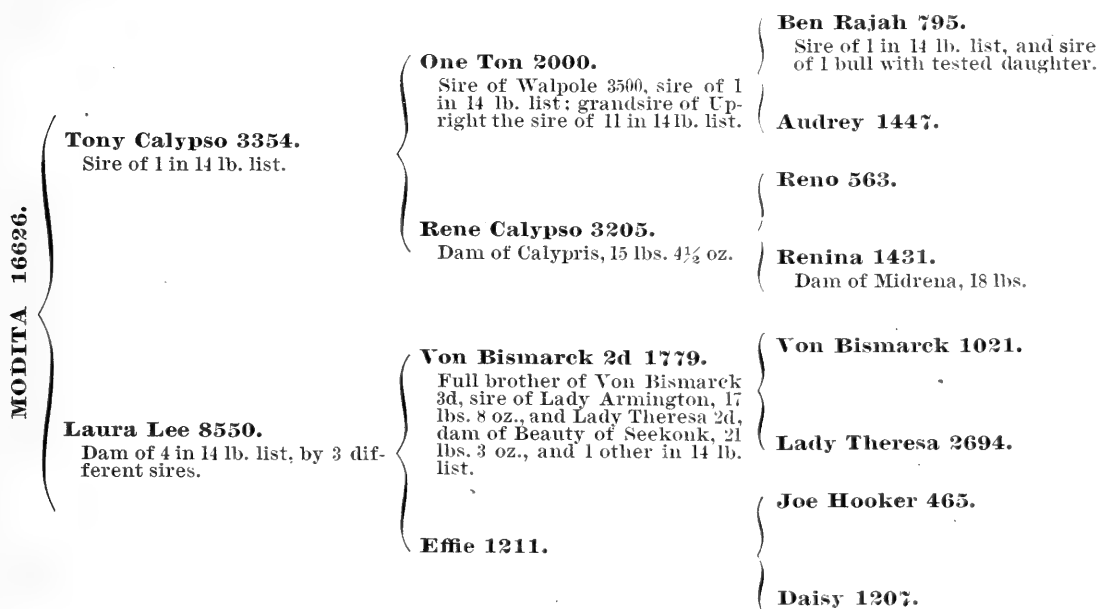 MODITA 16626.
Tony Calypso 3354.
Sire of 1 in 14 lb. list.
Laura Lee 8550.
Dam of 4 in 14 lb. list, by 3 dif-
ferent sires.
One Ton 2000.
Sire of Walpole 3500, sire of 1
in 14 lb. list; grandsire of Up-
right the sire of 11 in 14 lb. list.
Rene Calypso 3205.
Dam of Calypris, 15 lbs. 4½ oz.
Von Bismarck 2d 1779.
Full brother of Von Bismarck
3d, sire of Lady Armington, 17
lbs. 8 oz., and Lady Theresa 2d,
dam of Beauty of Seekonk, 21
lbs. 3 oz., and 1 other in 14 lb.
list.
Effie 1211.
Ben Rajah 795.
Sire of 1 in 14 lb. list, and sire
of 1 bull with tested daughter.
Audrey 1447.
Reno 563.
Renina 1431.
Dam of Midrena, 18 lbs.
Von Bismarck 1021.
Lady Theresa 2694.
Joe Hooker 465.
Daisy 1207.